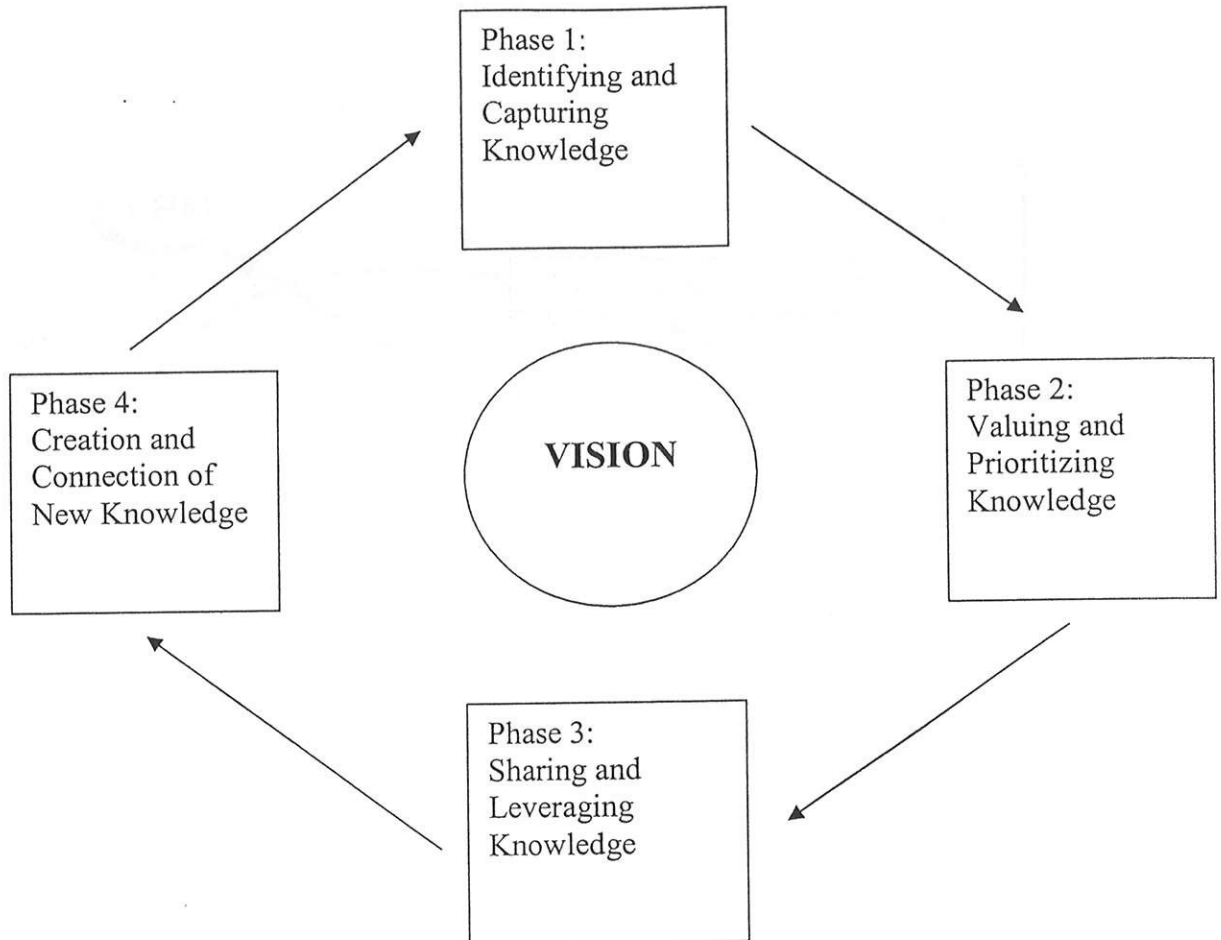 Phase 1:
Identifying and
Capturing
Knowledge
Phase 2:
Valuing and
Prioritizing
Knowledge
Phase 3:
Sharing and
Leveraging
Knowledge
Phase 4:
Creation and
Connection of
New Knowledge
VISION